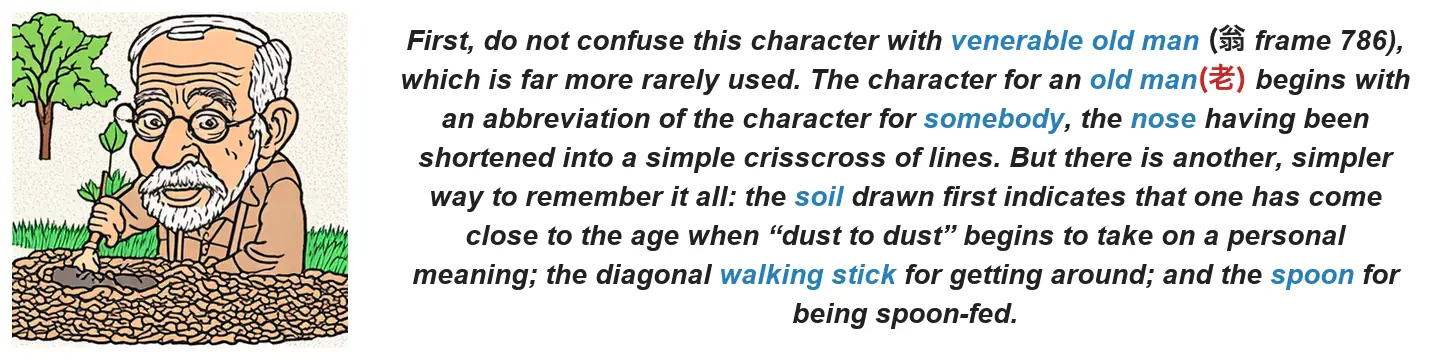 First, do not confuse this character with venerable old man (翁 frame 786),
which is far more rarely used. The character for an old man(老) begins with
an abbreviation of the character for somebody, the nose having been
shortened into a simple crisscross of lines. But there is another, simpler
way to remember it all: the soil drawn first indicates that one has come
close to the age when “dust to dust” begins to take on a personal
meaning; the diagonal walking stick for getting around; and the spoon for
being spoon-fed.